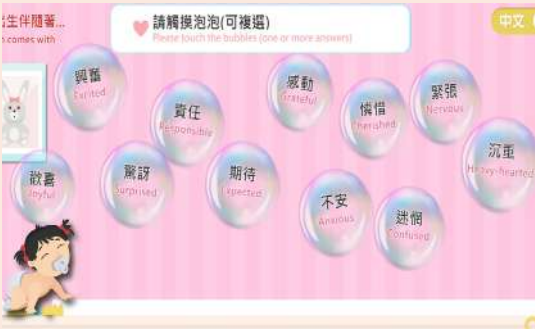 生伴隨著...
comes with
請觸摸泡泡(可複選)
Please touch the bubbles (one or more answers)
中文
興奮
Excited
責任
Responsible
感動
Grateful
憐惜
Cherished
緊張
Nervous
沉重
Heavy-hearted
歡喜
Joyful
驚訝
Surprised
期待
Expected
不安
Anxious
迷惘
Confused